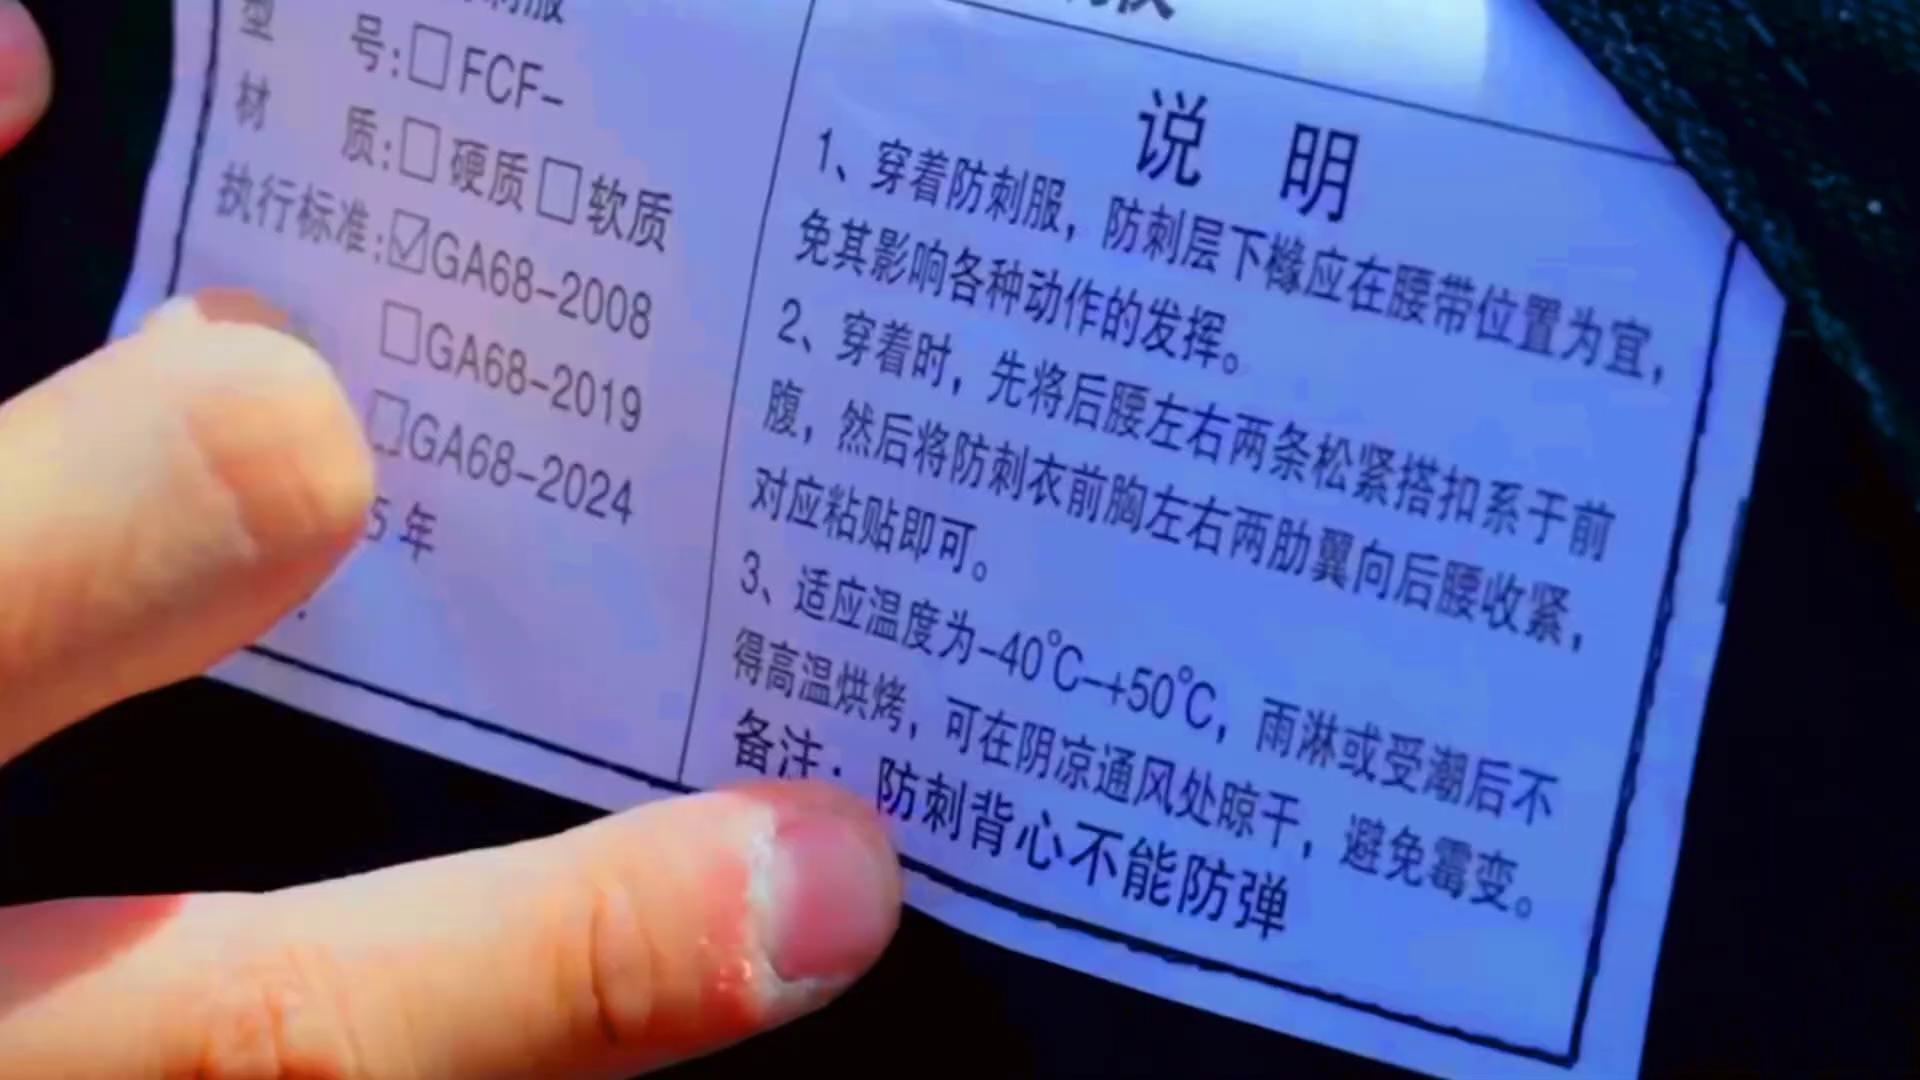 刺服
型 号:□FCF-
材 质:□硬质□软质
执行标准:☑GA68-2008
□GA68-2019
□GA68-2024
5年
说 明
1、穿着防刺服，防刺层下橼应在腰带位置为宜，
免其影响各种动作的发挥。
2、穿着时，先将后腰左右两条松紧搭扣系于前
腹，然后将防刺衣前胸左右两肋翼向后腰收紧，
对应粘贴即可。
3、适应温度为-40℃-+50℃，雨淋或受潮后不
得高温烘烤，可在阴凉通风处晾干，避免霉变。
备注：防刺背心不能防弹